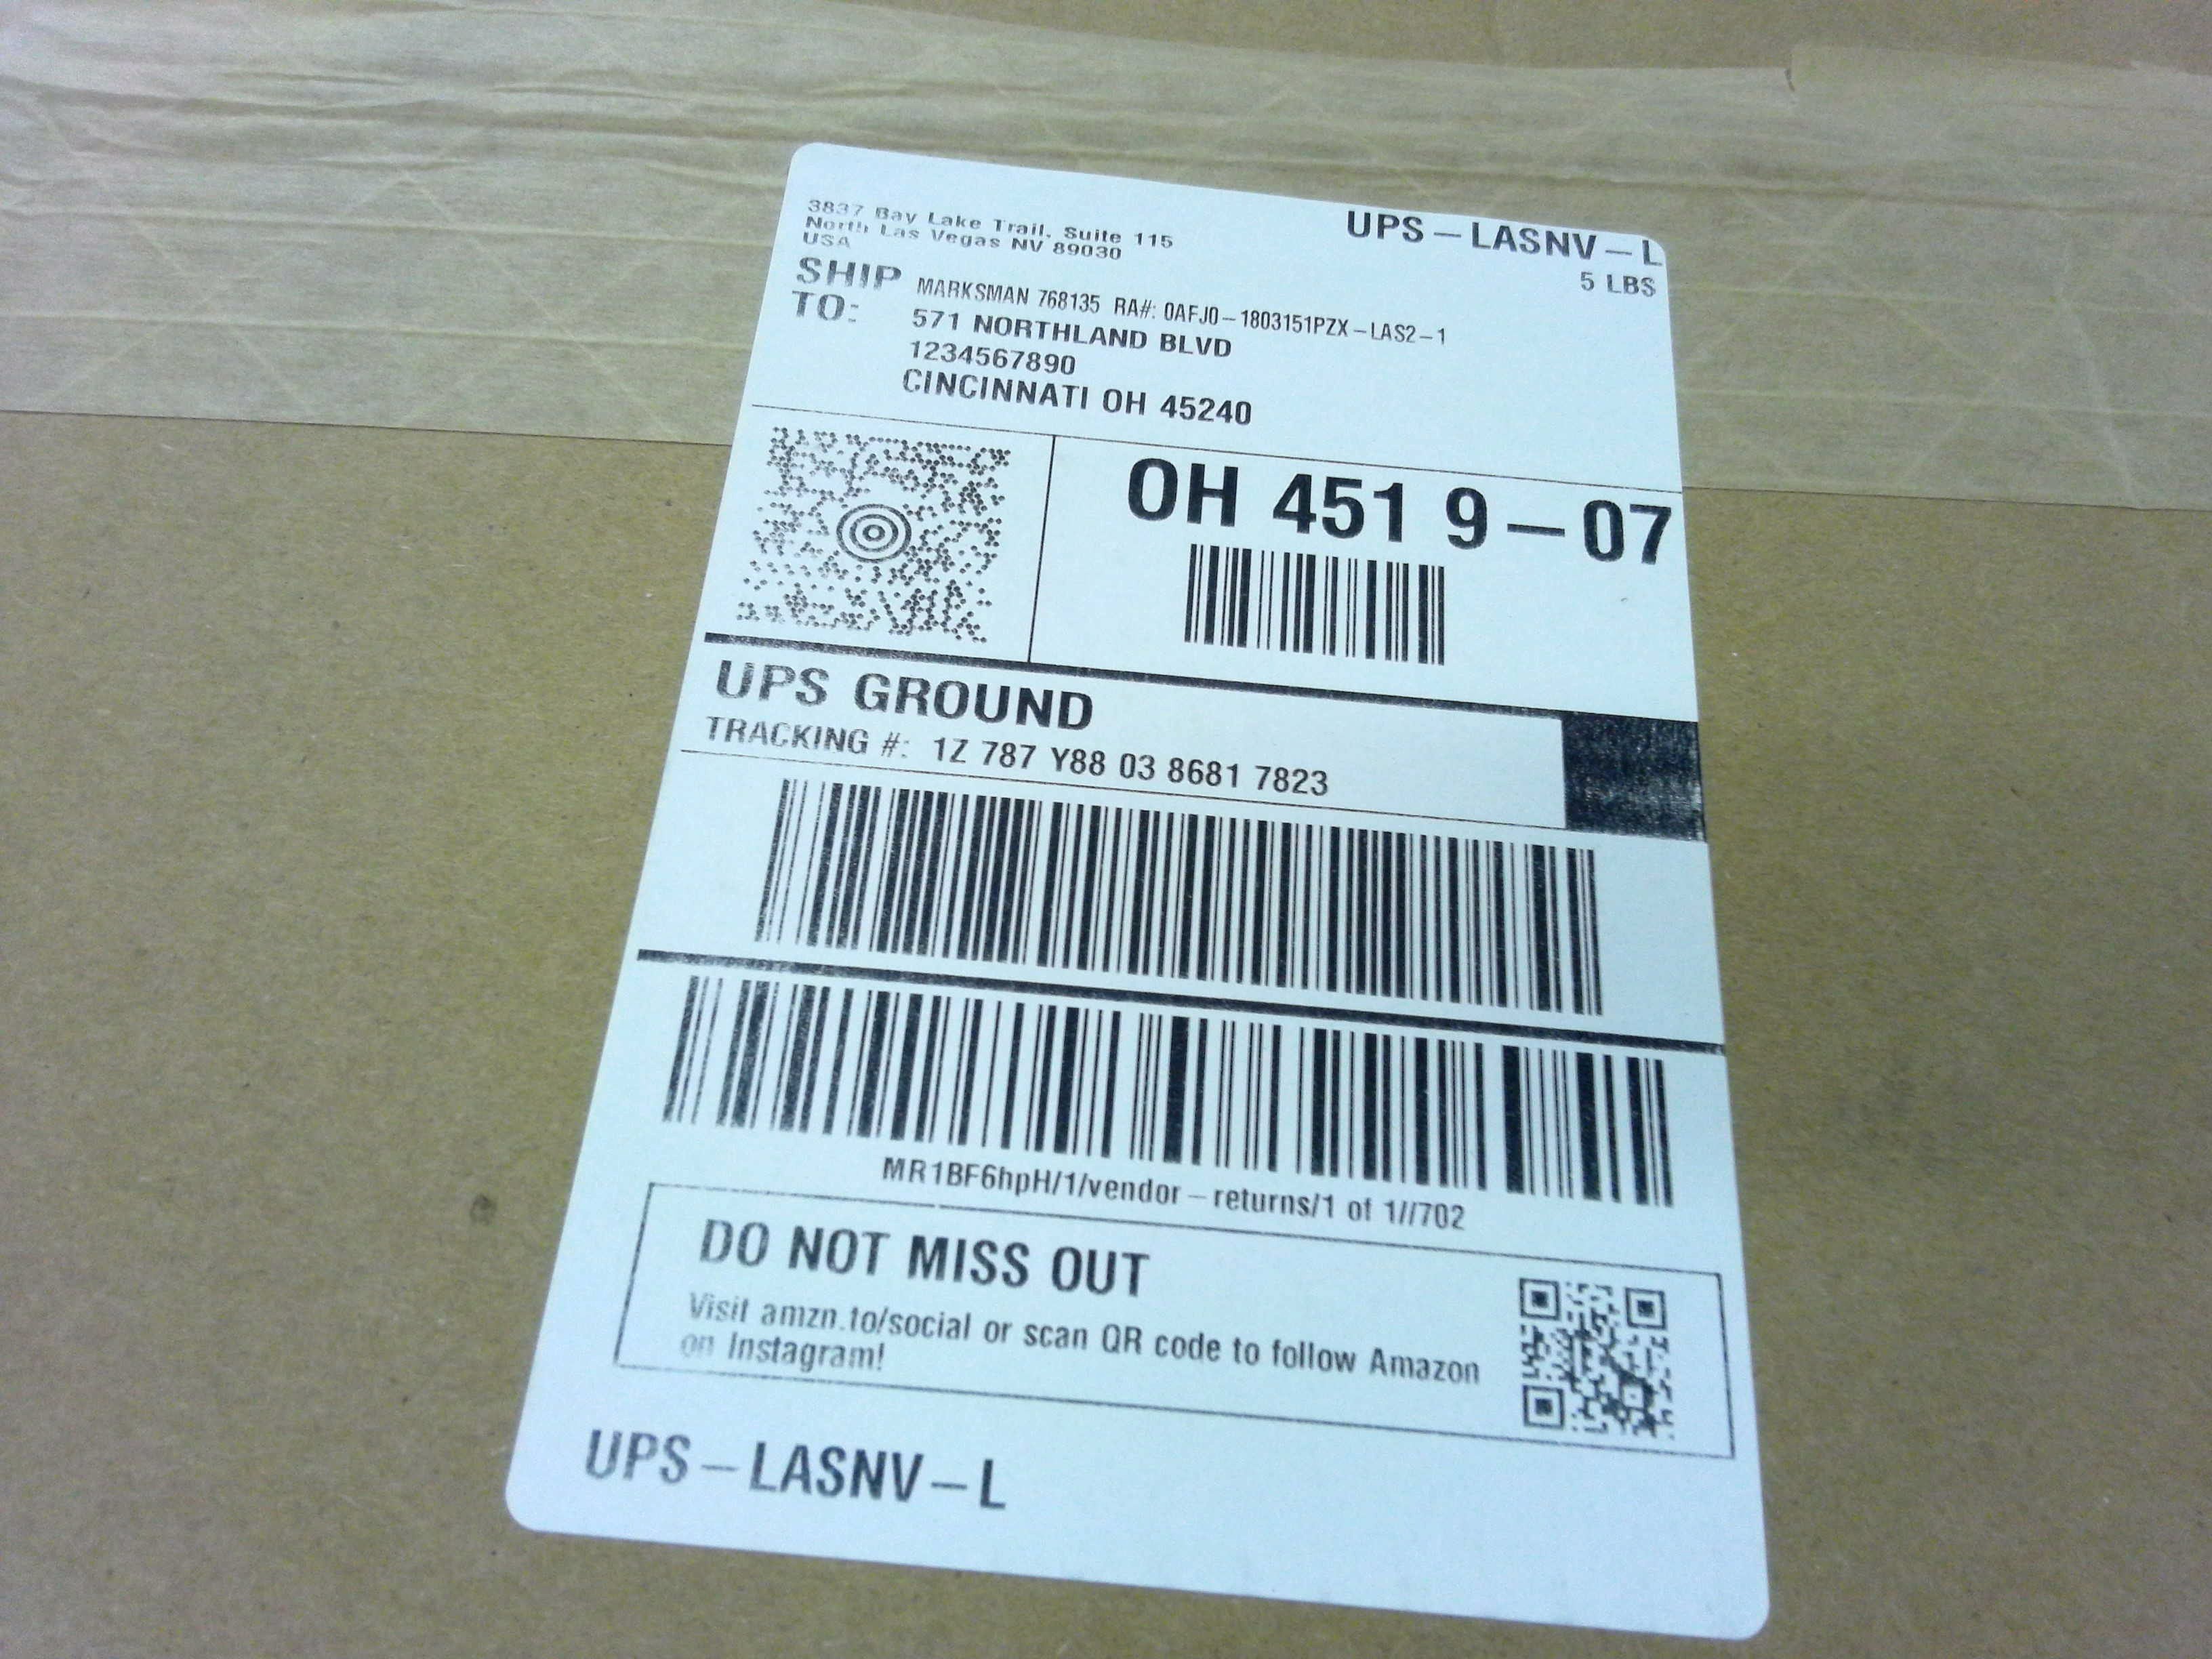 3837 Bay Lake Trail, Suite 115
North Las Vegas NV 89030
USA
UPS-LASNV-L
5 LBS
SHIP TO:
MARKSMAN 768135 RA#: 0AFJ0-1803151PZX-LAS2-1
571 NORTHLAND BLVD
1234567890
CINCINNATI OH 45240
OH 451 9-07
UPS GROUND
TRACKING #: 1Z 787 Y88 03 8681 7823
MR1BF6hpH/1/vendor-returns/1 of 1//702
DO NOT MISS OUT
Visit amzn.to/social or scan QR code to follow Amazon
on Instagram!
UPS-LASNV-L